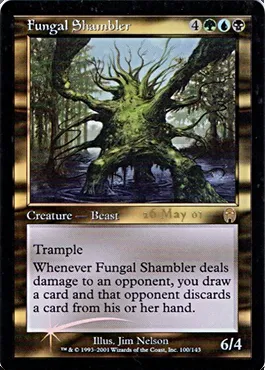 Fungal Shambler 4
Creature — Beast
26 May 01
Trample
Whenever Fungal Shambler deals
damage to an opponent, you draw
a card and that opponent discards
a card from his or her hand.
Illus. Jim Nelson
™ & © 1993-2001 Wizards of the Coast, Inc. 100/143
6/4